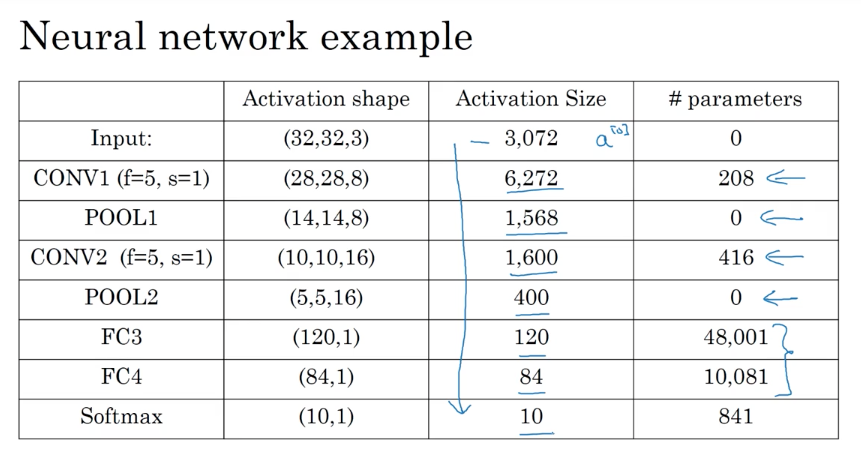 Neural network example
Activation shape Activation Size # parameters
Input: (32,32,3) 3,072 a[0] 0
CONV1 (f=5, s=1) (28,28,8) 6,272 208
POOL1 (14,14,8) 1,568 0
CONV2 (f=5, s=1) (10,10,16) 1,600 416
POOL2 (5,5,16) 400 0
FC3 (120,1) 120 48,001
FC4 (84,1) 84 10,081
Softmax (10,1) 10 841